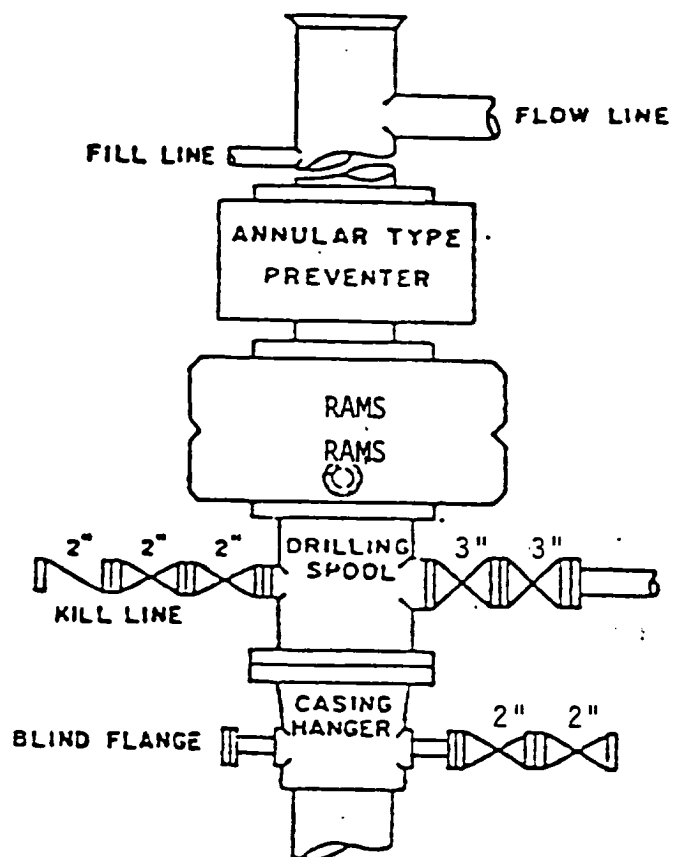 FLOW LINE
FILL LINE
ANNULAR TYPE
PREVENTER
RAMS
RAMS
2" 2" 2"
DRILLING
SPOOL
3" 3"
KILL LINE
CASING
HANGER
2" 2"
BLIND FLANGE